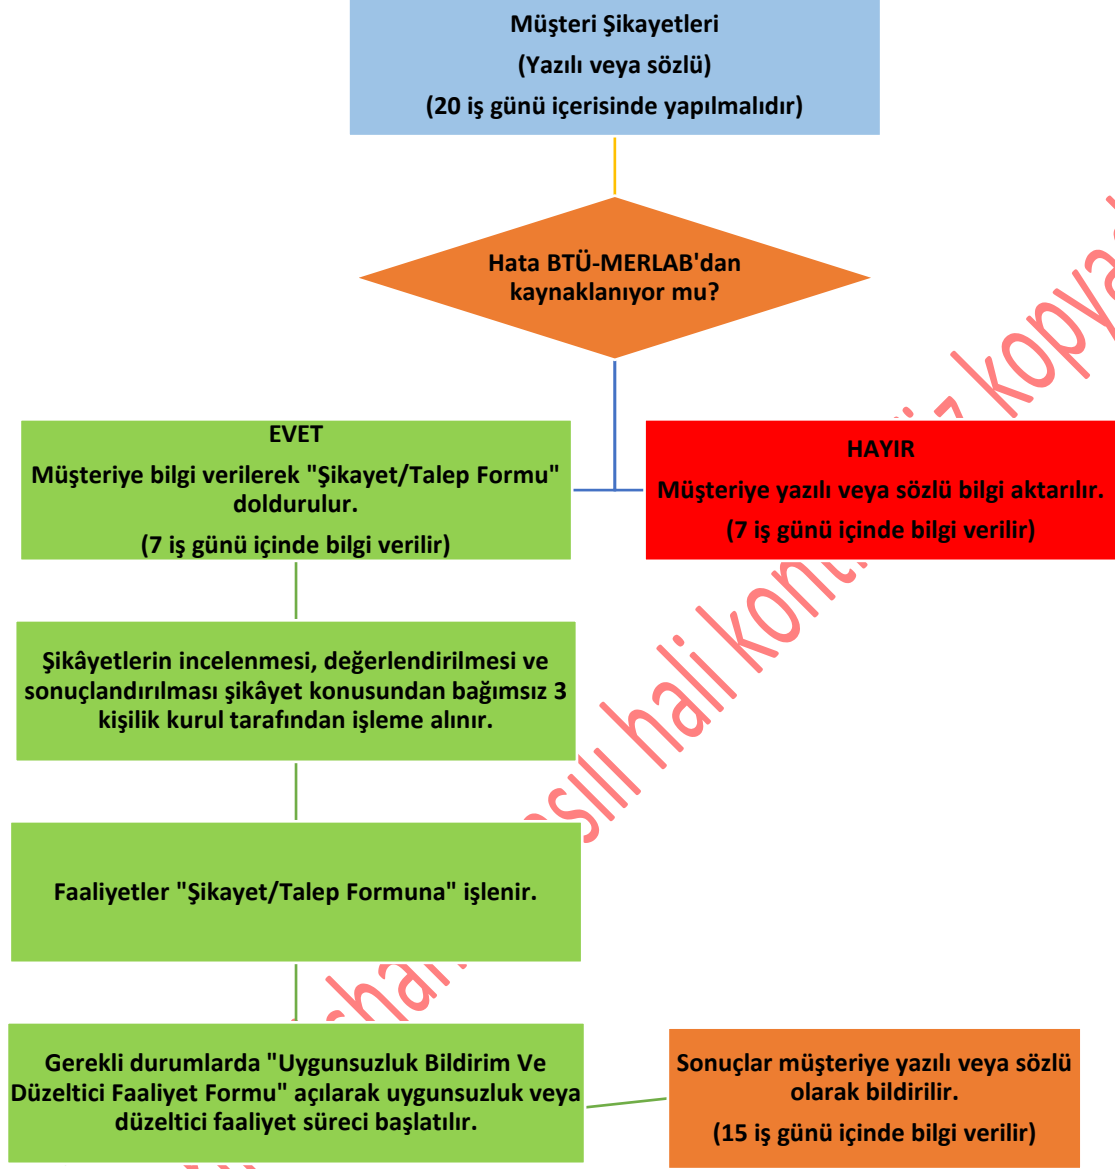 Müşteri Şikayetleri
(Yazılı veya sözlü)
(20 iş günü içerisinde yapılmalıdır)
Hata BTÜ-MERLAB'dan
kaynaklanıyor mu?
EVET
Müşteriye bilgi verilerek "Şikayet/Talep Formu"
doldurulur.
(7 iş günü içinde bilgi verilir)
HAYIR
Müşteriye yazılı veya sözlü bilgi aktarılır.
(7 iş günü içinde bilgi verilir)
Şikâyetlerin incelenmesi, değerlendirilmesi ve
sonuçlandırılması şikâyet konusundan bağımsız 3
kişilik kurul tarafından işleme alınır.
Faaliyetler "Şikayet/Talep Formuna" işlenir.
Gerekli durumlarda "Uygunsuzluk Bildirim Ve
Düzeltici Faaliyet Formu" açılarak uygunsuzluk veya
düzeltici faaliyet süreci başlatılır.
Sonuçlar müşteriye yazılı veya sözlü
olarak bildirilir.
(15 iş günü içinde bilgi verilir)
hali